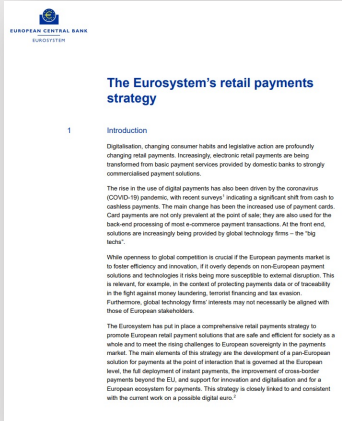 EUROPEAN CENTRAL BANK
EUROSYSTEM
The Eurosystem's retail payments
strategy
1 Introduction
Digitalisation, changing consumer habits and legislative action are profoundly
changing retail payments. Increasingly, electronic retail payments are being
transformed from basic payment services provided by domestic banks to strongly
commercialised payment solutions.
The rise in the use of digital payments has also been driven by the coronavirus
(COVID-19) pandemic, with recent surveys¹ indicating a significant shift from cash to
cashless payments. The main change has been the increased use of payment cards.
Card payments are not only prevalent at the point of sale; they are also used for the
back-end processing of most e-commerce payment transactions. At the front end,
solutions are increasingly being provided by global technology firms – the "big
techs".
While openness to global competition is crucial if the European payments market is
to foster efficiency and innovation, if it overly depends on non-European payment
solutions and technologies it risks being more susceptible to external disruption. This
is relevant, for example, in the context of protecting payments data or of traceability
in the fight against money laundering, terrorist financing and tax evasion.
Furthermore, global technology firms' interests may not necessarily be aligned with
those of European stakeholders.
The Eurosystem has put in place a comprehensive retail payments strategy to
promote European retail payment solutions that are safe and efficient for society as a
whole and to meet the rising challenges to European sovereignty in the payments
market. The main elements of this strategy are the development of a pan-European
solution for payments at the point of interaction that is governed at the European
level, the full deployment of instant payments, the improvement of cross-border
payments beyond the EU, and support for innovation and digitalisation and for a
European ecosystem for payments. This strategy is closely linked to and consistent
with the current work on a possible digital euro.²